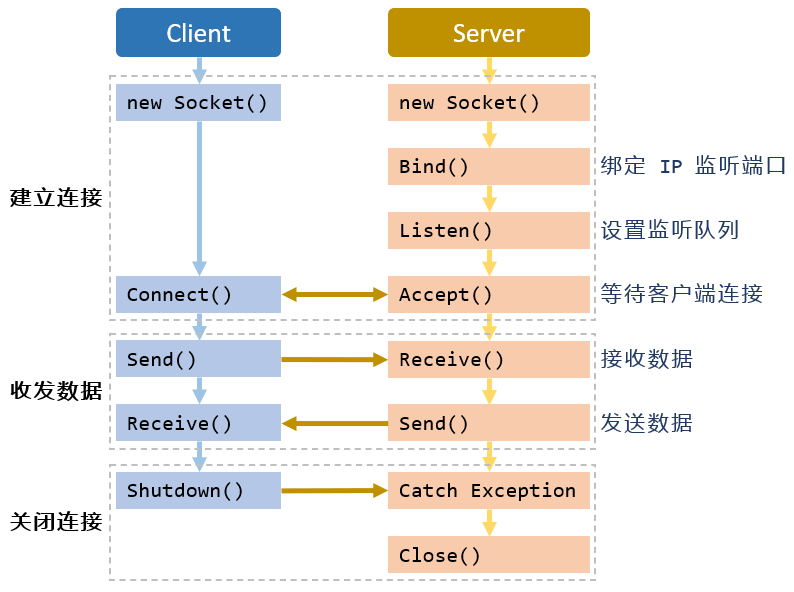 Client
Server
new Socket()
new Socket()
Bind()
绑定 IP 监听端口
建立连接
Listen()
设置监听队列
Connect()
Accept()
等待客户端连接
Send()
Receive()
接收数据
收发数据
Receive()
Send()
发送数据
Shutdown()
Catch Exception
关闭连接
Close()